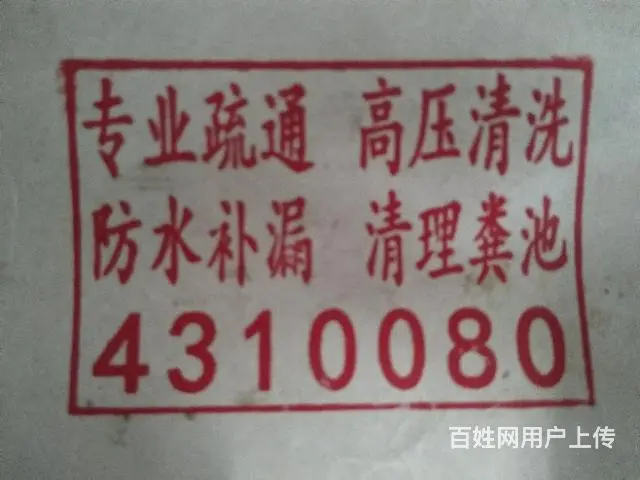 专业疏通 高压清洗
防水补漏 清理粪池
4310080
百姓网用户上传